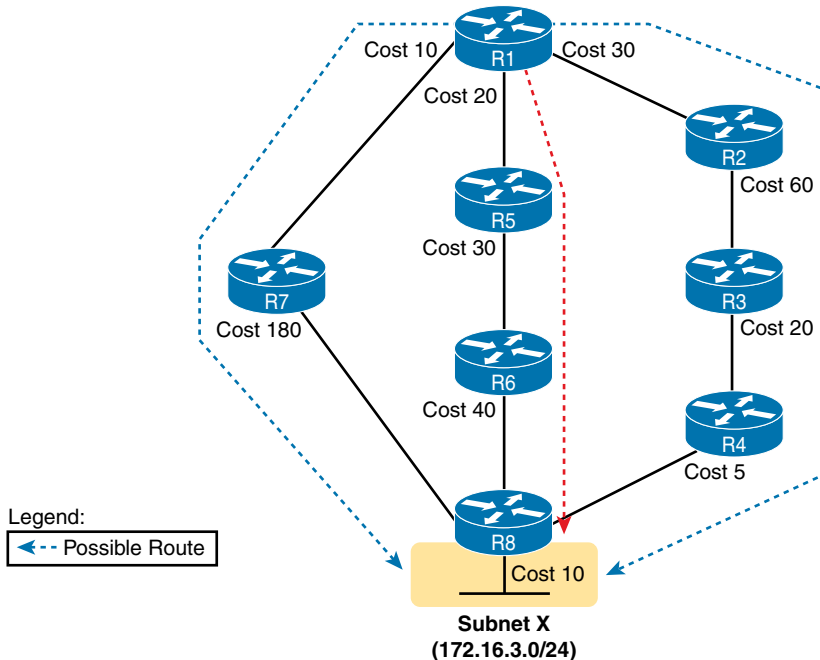 R1
Cost 10
Cost 30
Cost 20
R2
Cost 60
R5
Cost 30
R7
Cost 180
R3
Cost 20
R6
Cost 40
R4
Cost 5
R8
Cost 10
Legend:
Possible Route
Subnet X
(172.16.3.0/24)